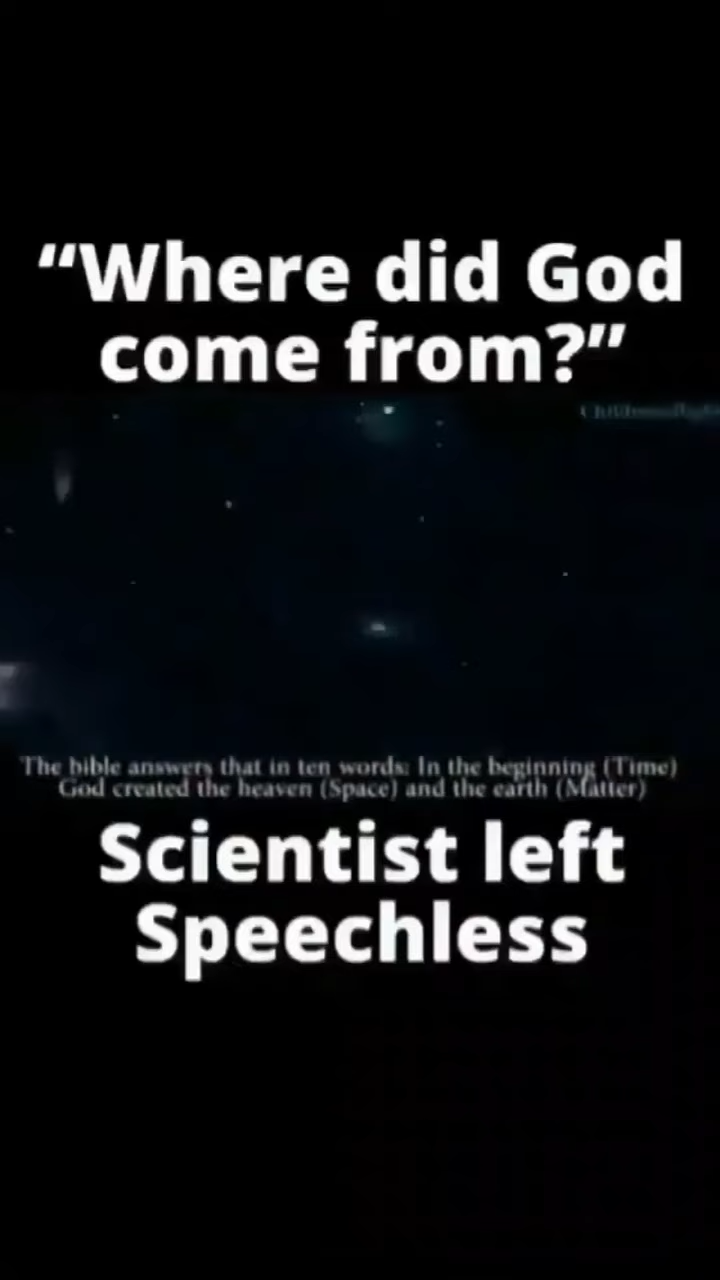 “Where did God
come from?”
The bible answers that in ten words: In the beginning (Time)
God created the heaven (Space) and the earth (Matter)
Scientist left
Speechless